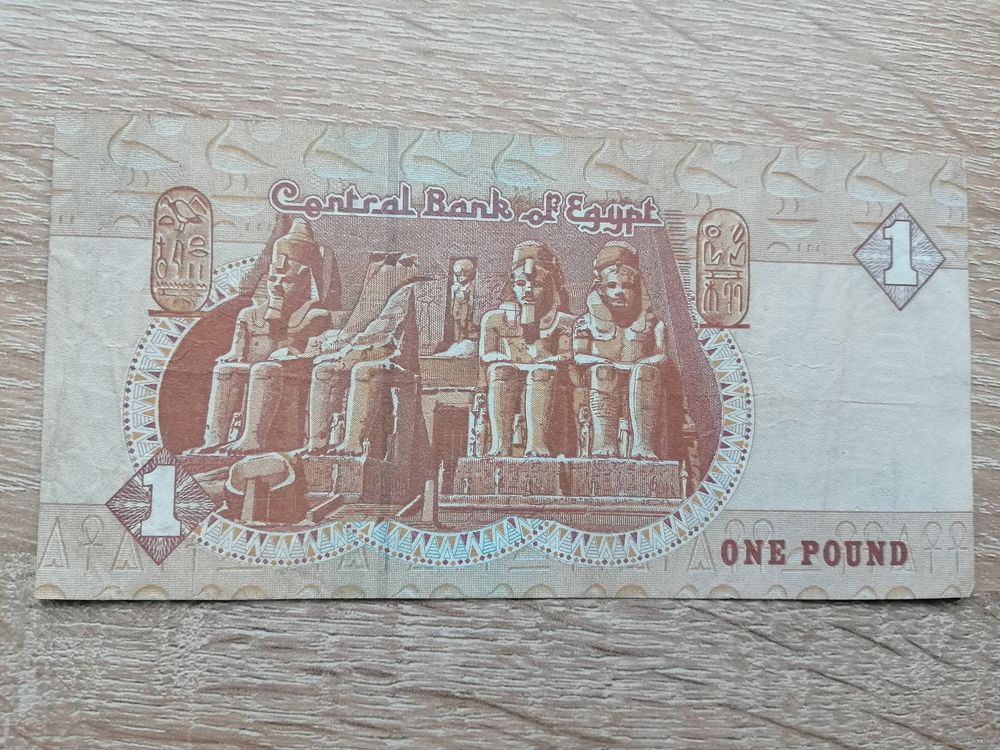 Central Bank of Egypt
1
1
ONE POUND